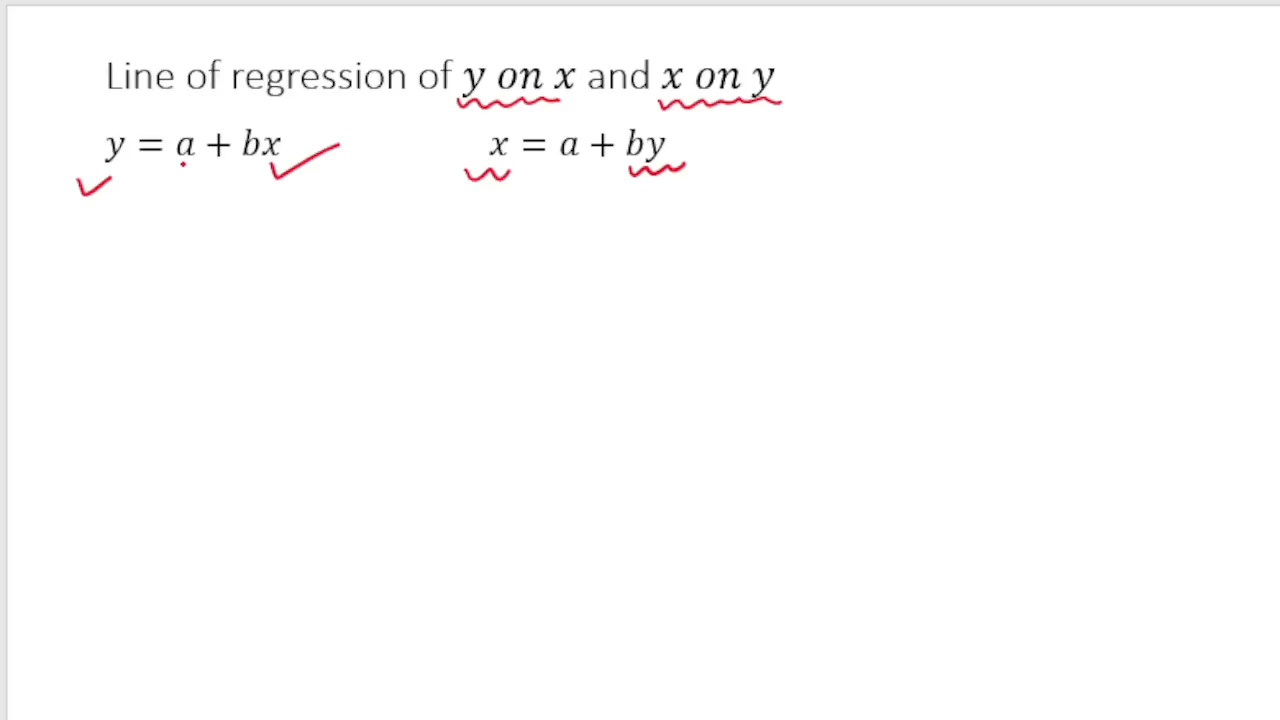 Line of regression of y on x and x on y
y = a + bx x = a + by